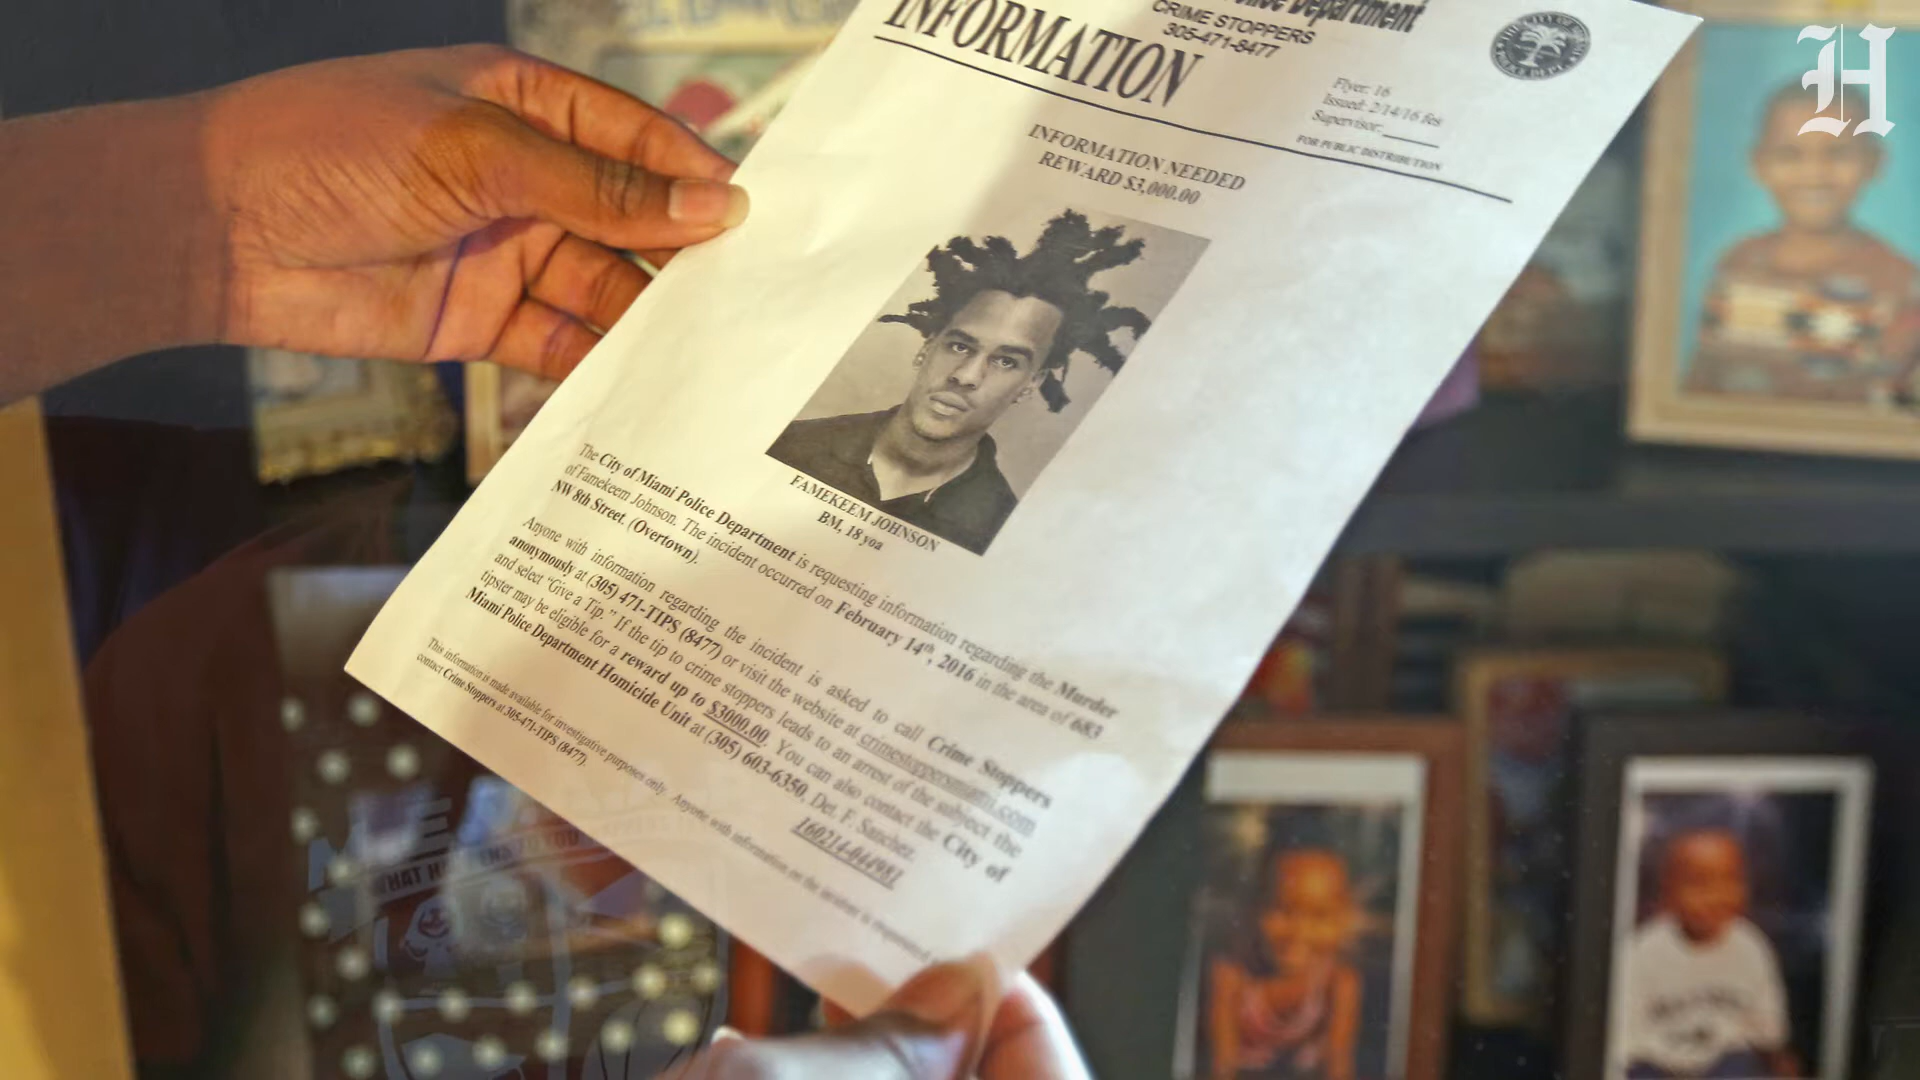 Police Department
CRIME STOPPERS
305-471-8477
INFORMATION
H
Flyer: 16
Issued: 2/14/16 fes
Supervisor:
FOR PUBLIC DISTRIBUTION
INFORMATION NEEDED
REWARD $3,000.00
FAMEKEEM JOHNSON
BM, 18 yoa
The City of Miami Police Department is requesting information regarding the Murder
of Famekeem Johnson. The incident occurred on February 14th, 2016 in the area of 683
NW 8th Street. (Overtown).
Anyone with information regarding the incident is asked to call Crime Stoppers
anonymously at (305) 471-TIPS (8477) or visit the website at crimestoppersmiami.com
and select "Give a Tip." If the tip to crime stoppers leads to an arrest of the subject the
tipster may be eligible for a reward up to $3000.00. You can also contact the City of
Miami Police Department Homicide Unit at (305) 603-6350, Det. F. Sanchez.
160214-044981
This information is made available for investigative purposes only. Anyone with information on the incident is requested
contact Crime Stoppers at 305-471-TIPS (8477).